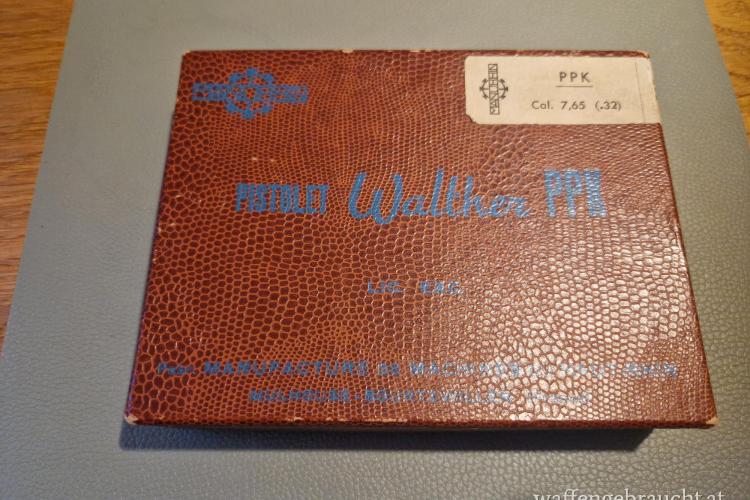 PPK
Cal. 7,65 (.32)
MANURHIN
PISTOLET Walther PPK
LIC. EXC.
MANUFACTURE DE MACHINES DU HAUT-RHIN
MULHOUSE-BOURTZWILLER
waffengebraucht.at